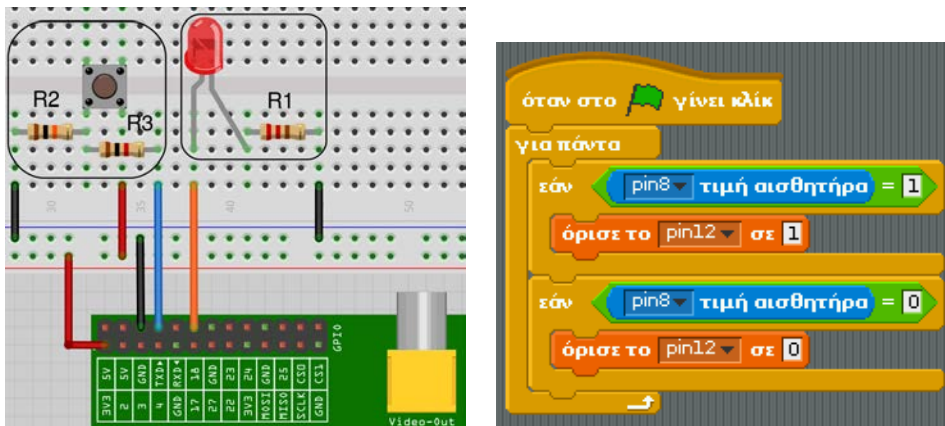 R2
R3
R1
30
35
40
50
GPIO
5V 5V GND TXD RXD 18 GND 23 24 GND 25 CS0 CS1
3V3 2 3 4 GND 17 27 22 3V3 MOSI MISO SCLK GND
Video-Out
όταν στο γίνει κλίκ
για πάντα
εάν pin8 τιμή αισθητήρα = 1
όρισε το pin12 σε 1
εάν pin8 τιμή αισθητήρα = 0
όρισε το pin12 σε 0